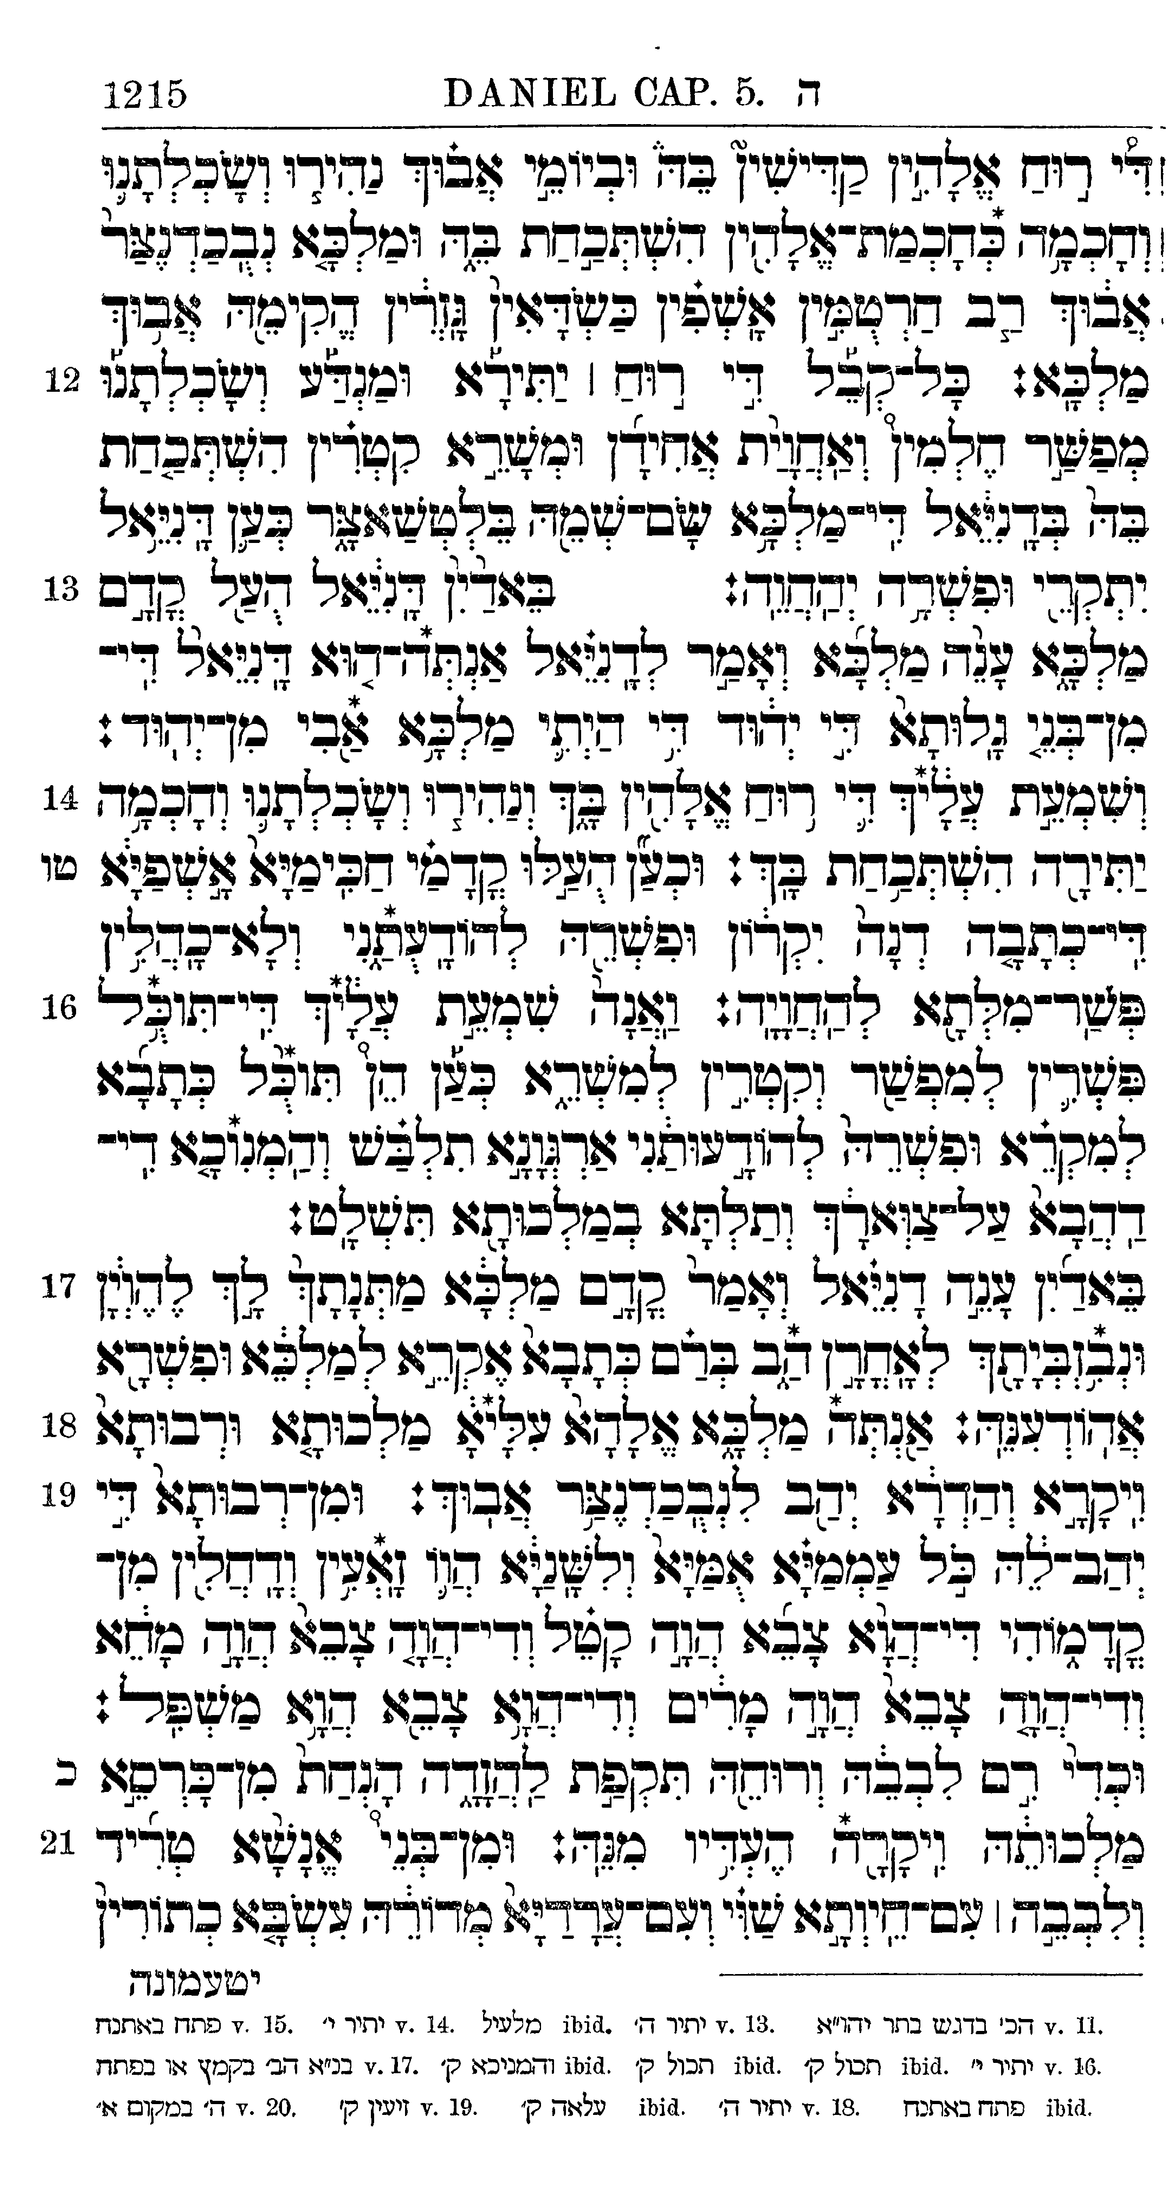 1215 DANIEL CAP. 5. ה
דִּ֠י ר֣וּחַ אֱלָהִ֣ין קַדִּישִׁין֮ בֵּהּ֒ וּבְיוֹמֵ֣י אֲב֗וּךְ נַהִיר֧וּ וְשָׂכְלְתָנ֛וּ
וְחָכְמָ֥ה כְּחָכְמַת־אֱלָהִ֖ין הִשְׁתְּכַ֣חַת בֵּ֑הּ וּמַלְכָּ֤א נְבֻֽכַדְנֶצַּר֙
אֲב֔וּךְ רַ֧ב חַרְטֻמִּ֣ין אָֽשְׁפִ֗ין כַּשְׂדָּאִין֙ גָּזְרִ֔ין הֲקִימֵ֖הּ אֲב֥וּךְ
12 מַלְכָּֽא׃ כָּל־קְבֵ֡ל דִּ֣י ר֣וּחַ ׀ יַתִּירָ֡א וּמַנְדַּ֡ע וְשָׂכְלְתָנ֡וּ
מְפַשַּׁ֣ר חֶלְמִין֩ וַֽאַֽחֲוָיַ֨ת אֲחִידָ֜ן וּמְשָׁרֵ֣א קִטְרִ֗ין הִשְׁתְּכַ֤חַת
בֵּהּ֙ בְּדָ֣נִיֵּ֔אל דִּֽי־מַלְכָּ֥א שָׂם־שְׁמֵ֖הּ בֵּלְטְשַׁאצַּ֑ר כְּעַ֛ן דָּנִיֵּ֥אל
13 יִתְקְרֵ֖י וּפִשְׁרָ֥ה יְהַֽחֲוֵֽה׃ בֵּאדַ֙יִן֙ דָּֽנִיֵּ֔אל הֻעַ֖ל קֳדָ֣ם
מַלְכָּ֑א עָנֵ֨ה מַלְכָּ֜א וְאָמַ֣ר לְדָֽנִיֵּ֗אל אַנְתְּה־ה֤וּא דָֽנִיֵּאל֙ דִּֽי־
מִן־בְּנֵ֤י גָֽלוּתָא֙ דִּ֣י יְה֔וּד דִּ֥י הַיְתִ֛י מַלְכָּ֥א אַ֖בִי מִן־יְהֽוּד׃
14 וְשִׁמְעֵ֣ת עֲלָ֔יךְ דִּ֛י ר֥וּחַ אֱלָהִ֖ין בָּ֑ךְ וְנַהִיר֧וּ וְשָׂכְלְתָנ֛וּ וְחָכְמָ֥ה
טו יַתִּירָ֖ה הִשְׁתְּכַ֥חַת בָּֽךְ׃ וּכְעַ֞ן הֻעַ֣לּוּ קָֽדָמַ֗י חַכִּֽימַיָּא֙ אָֽשְׁפַיָּ֔א
דִּֽי־כְתָבָ֤ה דְנָה֙ יִקְר֔וֹן וּפִשְׁרֵ֖הּ לְהוֹדָֽעֻתַ֑נִי וְלָא־כָֽהֲלִ֥ין
16 פְּשַֽׁר־מִלְּתָ֖א לְהַֽחֲוָיָֽה׃ וַֽאֲנָה֙ שִׁמְעֵ֣ת עֲלָ֔יךְ דִּֽי־תוּכַּ֥ל
פִּשְׁרִ֛ין לְמִפְשַׁ֖ר וְקִטְרִ֣ין לְמִשְׁרֵ֑א כְּעַ֡ן הֵן֩ תּוּכַּ֨ל כְּתָבָ֜א
לְמִקְרֵ֗א וּפִשְׁרֵהּ֙ לְהוֹדָ֣עוּתַ֔נִי אַרְגְּוָנָ֣א תִלְבַּ֗שׁ וְהַֽמְנִוֹכָ֤א דִֽי־
דַֽהֲבָא֙ עַל־צַוְּארָ֔ךְ וְתַלְתָּ֥א בְמַלְכוּתָ֖א תִּשְׁלָֽט׃
17 בֵּאדַ֜יִן עָנֵ֣ה דָנִיֵּ֗אל וְאָמַר֙ קֳדָ֣ם מַלְכָּ֔א מַתְּנָתָךְ֙ לָ֣ךְ לֶֽהֶוְיָ֔ן
וּנְבָ֥זְבְּיָתָ֖ךְ לְאָֽחֳרָ֣ן הַ֑ב בְּרַ֗ם כְּתָבָא֙ אֶקְרֵ֣א לְמַלְכָּ֔א וּפִשְׁרָ֖א
18 אֲהֽוֹדְעִנֵּֽהּ׃ אַ֖נְתְּה מַלְכָּ֑א אֱלָהָא֙ עִלָּיָ֔א מַלְכוּתָ֤א וּרְבוּתָא֙
19 וִֽיקָרָ֣א וְהַדְרָ֔א יְהַ֖ב לִנְבֻֽכַדְנֶצַּ֥ר אֲבֽוּךְ׃ וּמִן־רְבוּתָא֙ דִּ֣י
יְהַב־לֵ֔הּ כֹּ֣ל עַֽמְמַיָּ֗א אֻמַּיָּא֙ וְלִשָּׁ֣נַיָּ֔א הֲו֛וֹ זָֽאֲעִ֥ין וְדָֽחֲלִ֖ין מִן־
קֳדָמ֑וֹהִי דִּֽי־הֲוָ֨א צָבֵ֜א הֲוָ֣ה קָטֵ֗ל וְדִֽי־הֲוָ֤ה צָבֵא֙ הֲוָ֣ה מָחֵ֔א
וְדִֽי־הֲוָ֤ה צָבֵא֙ הֲוָ֣ה מָרִ֔ים וְדִֽי־הֲוָ֥א צָבֵ֖א הֲוָ֥א מַשְׁפִּֽל׃
כ וּכְדִי֙ רִ֣ם לִבְבֵ֔הּ וְרוּחֵ֖הּ תִּֽקְפַ֣ת לַֽהֲזָדָ֑ה הָנְחַת֙ מִן־כָּרְסֵ֣א
21 מַלְכוּתֵ֔הּ וִֽיקָרָ֖ה הֶעְדִּ֥יו מִנֵּֽהּ׃ וּמִן־בְּנֵי֩ אֲנָשָׁ֨א טְרִ֜יד
וְלִבְבֵ֣הּ ׀ עִם־חֵֽיוְתָ֣א שַׁוִּ֗י וְעִם־עֲרָֽדַיָּא֙ מְדוֹרֵ֔הּ עִשְׂבָּ֤א כְתוֹרִין֙
יטעמונה
v. 11. הכ׳ בדגש בתר יהו״א v. 13. יתיר ה׳ ibid. מלעיל v. 14. יתיר י׳ v. 15. פתח באתנח
v. 16. יתיר י״ ibid. תכול ק׳ ibid. תכול ק׳ ibid. והמניכא ק׳ v. 17. בנ״א הב׳ בקמץ או בפתח
ibid. פתח באתנח v. 18. יתיר ה׳ ibid. עלאה ק׳ v. 19. זיעין ק׳ v. 20. ה׳ במקום א׳